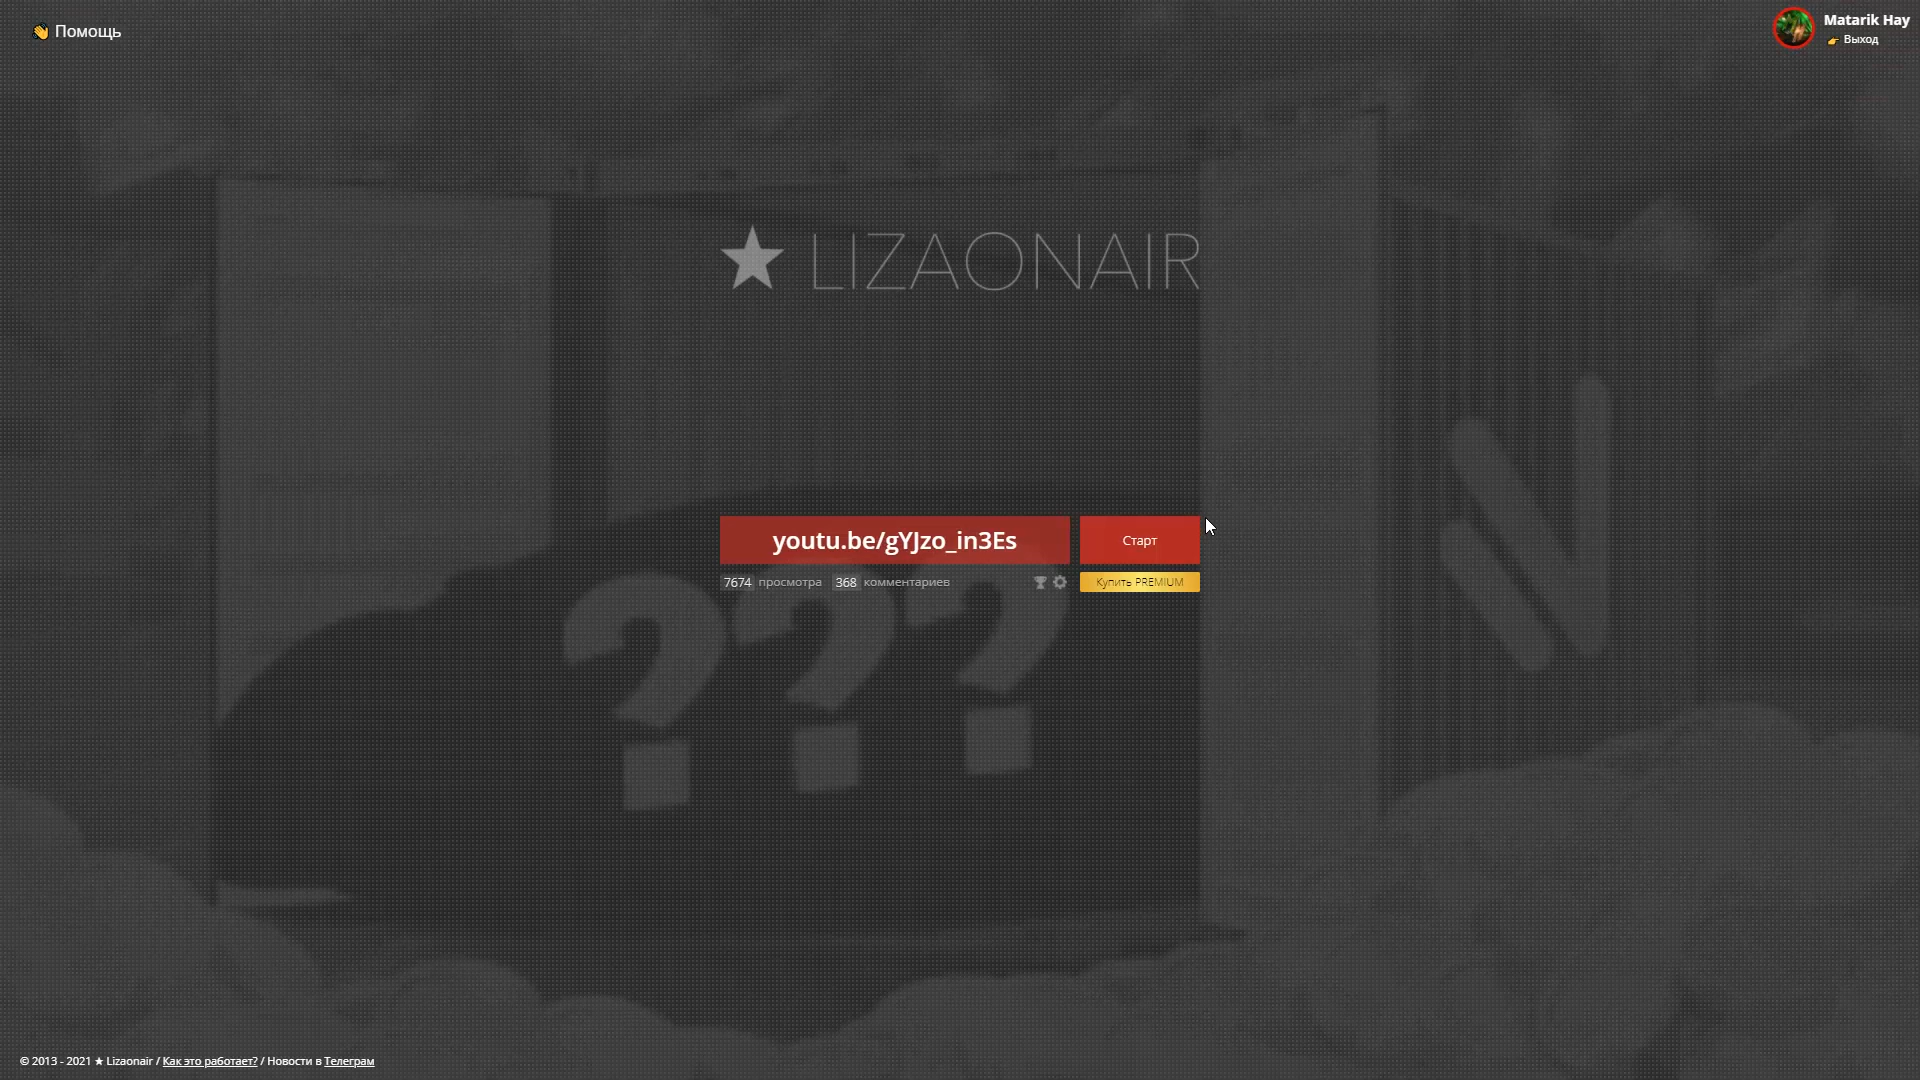 Помощь
Matarik Hay
Выход
★ LIZAONAIR
youtu.be/gYJzo_in3Es
Старт
7674 просмотра 368 комментариев
Купить PREMIUM
???
© 2013 - 2021 ★ Lizaonair / Как это работает? / Новости в Телеграм